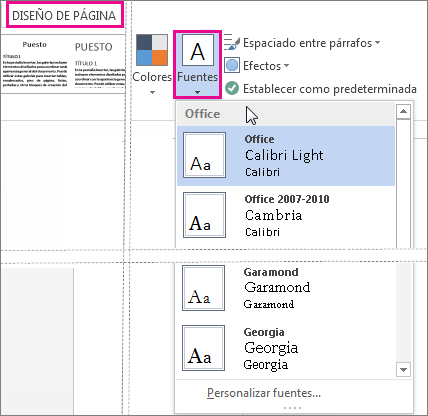 DISEÑO DE PÁGINA
Puesto
PUESTO
TÍTULO 1
TÍTULO 1
A
Colores
Fuentes
Espaciado entre párrafos
Efectos
Establecer como predeterminada
Office
Aa
Office
Calibri Light
Calibri
Aa
Office 2007-2010
Cambria
Calibri
Aa
Garamond
Garamond
Garamond
Aa
Georgia
Georgia
Georgia
Personalizar fuentes...